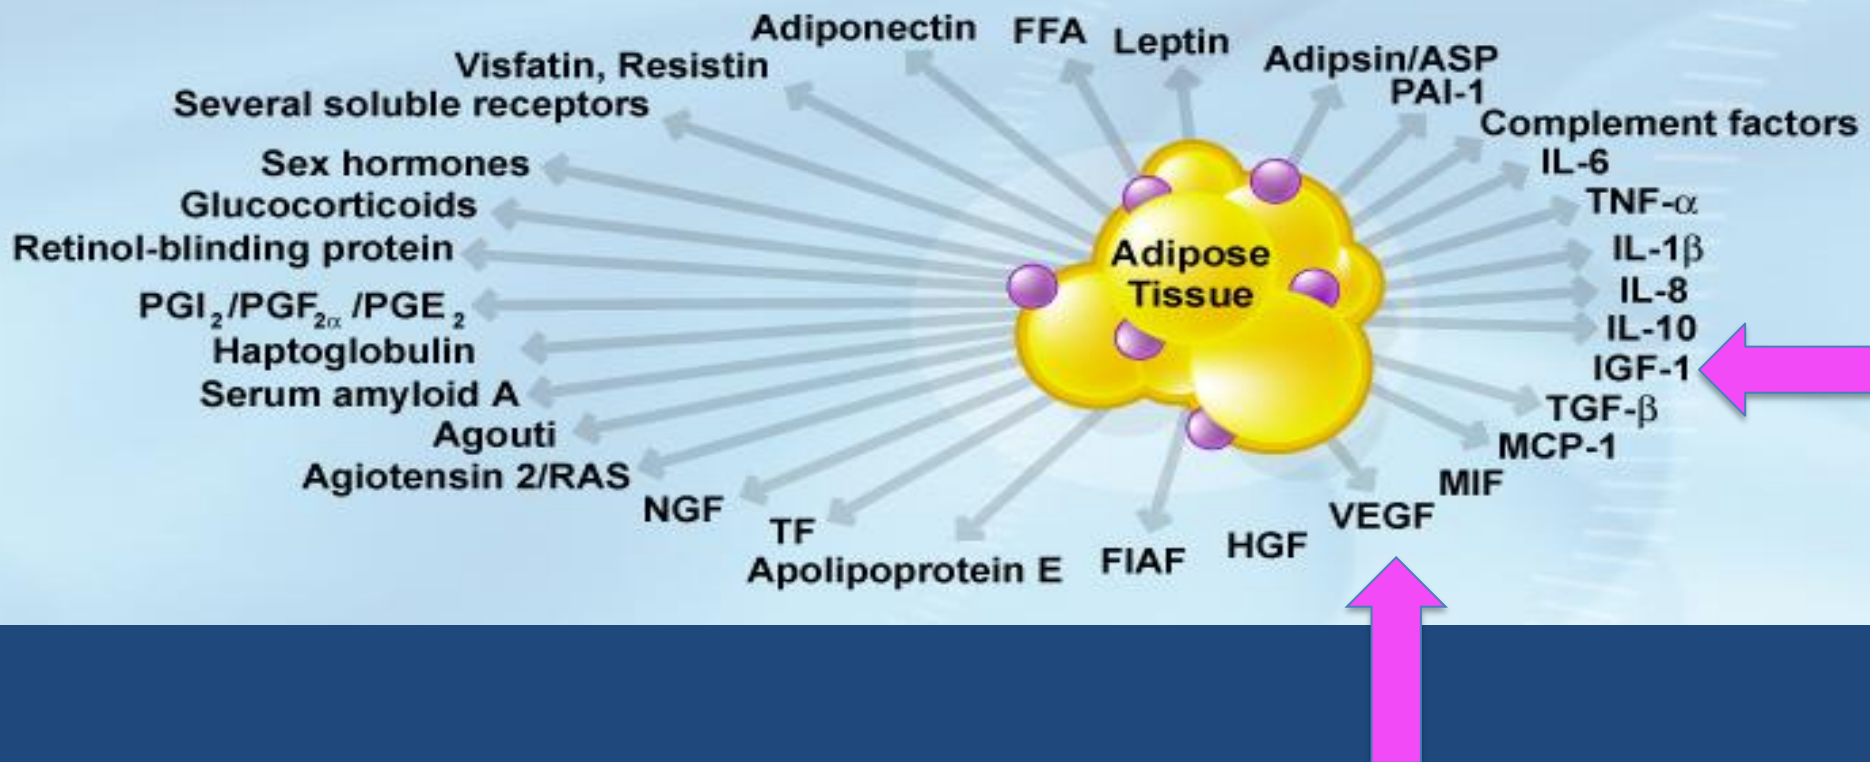 Adiponectin
FFA
Leptin
Visfatin, Resistin
Adipsin/ASP
Several soluble receptors
PAI-1
Complement factors
Sex hormones
IL-6
Glucocorticoids
TNF-α
Retinol-blinding protein
Adipose
Tissue
IL-1β
PGI₂/PGF₂α /PGE ₂
IL-8
IL-10
Haptoglobulin
IGF-1
Serum amyloid A
TGF-β
Agouti
MCP-1
Agiotensin 2/RAS
MIF
NGF
VEGF
TF
HGF
Apolipoprotein E
FIAF